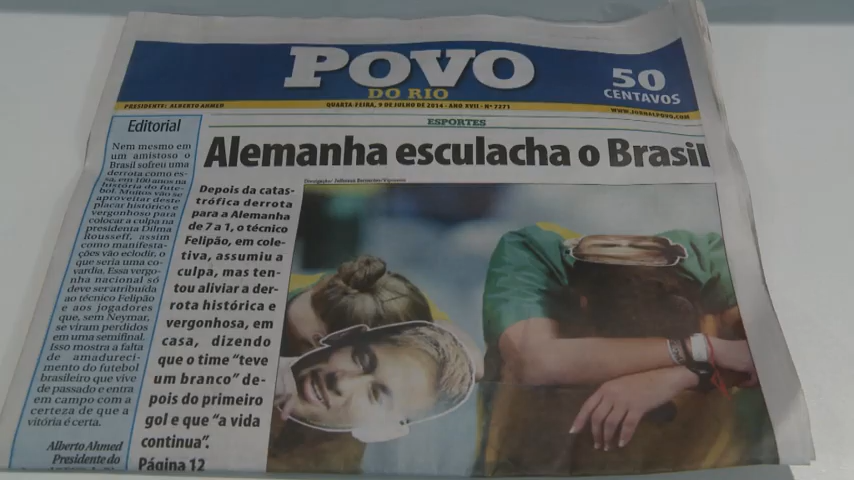 POVO
DO RIO
50
CENTAVOS
PRESIDENTE: ALBERTO AHMED
QUARTA-FEIRA, 9 DE JULHO DE 2014 - ANO XVII - Nº 7271
WWW.JORNALPOVO.COM
ESPORTES
Editorial
Nem mesmo em
um amistoso o
Brasil sofreu uma
derrota como es-
sa, em 100 anos na
história do fute-
bol. Muitos vão se
aproveitar deste
placar histórico e
vergonhoso para
colocar a culpa na
presidenta Dilma
Rousseff, assim
como manifesta-
ções vão eclodir, o
que seria uma co-
vardia. Essa vergo-
nha nacional só
deve ser atribuída
ao técnico Felipão
e aos jogadores
que, sem Neymar,
se viram perdidos
em uma semifinal.
Isso mostra a falta
de amadureci-
mento do futebol
brasileiro que vive
de passado e entra
em campo com a
certeza de que a
vitória é certa.
Alberto Ahmed
Presidente do
Alemanha esculacha o Brasil
Depois da catas-
trófica derrota
para a Alemanha
de 7 a 1, o técnico
Felipão, em cole-
tiva, assumiu a
culpa, mas ten-
tou aliviar a der-
rota histórica e
vergonhosa, em
casa, dizendo
que o time “teve
um branco” de-
pois do primeiro
gol e que “a vida
continua”.
Página 12